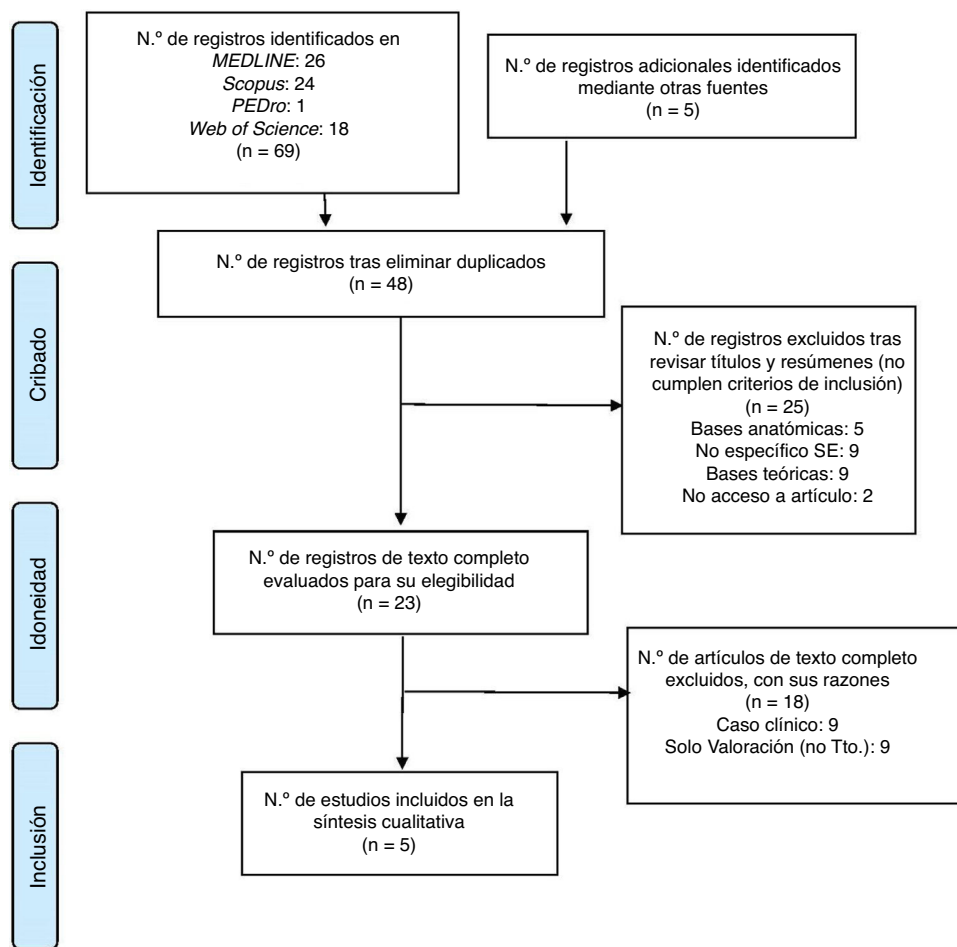 Identificación
N.º de registros identificados en
MEDLINE: 26
Scopus: 24
PEDro: 1
Web of Science: 18
(n = 69)
N.º de registros adicionales identificados
mediante otras fuentes
(n = 5)
N.º de registros tras eliminar duplicados
(n = 48)
Cribado
N.º de registros excluidos tras
revisar títulos y resúmenes (no
cumplen criterios de inclusión)
(n = 25)
Bases anatómicas: 5
No específico SE: 9
Bases teóricas: 9
No acceso a artículo: 2
Idoneidad
N.º de registros de texto completo
evaluados para su elegibilidad
(n = 23)
N.º de artículos de texto completo
excluidos, con sus razones
(n = 18)
Caso clínico: 9
Solo Valoración (no Tto.): 9
Inclusión
N.º de estudios incluidos en la
síntesis cualitativa
(n = 5)